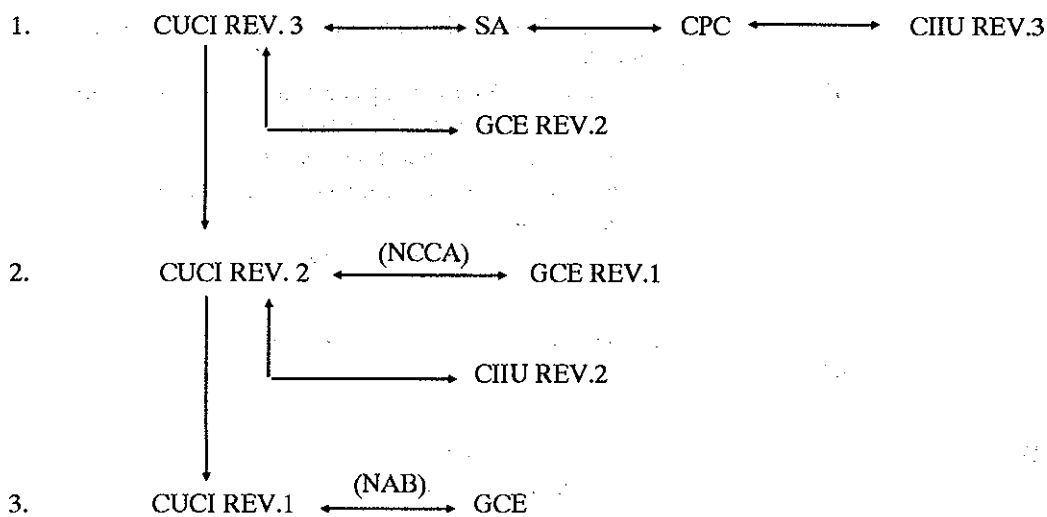 1. CUCI REV. 3 SA CPC CIIU REV.3
GCE REV.2
2. CUCI REV. 2 (NCCA) GCE REV.1
CIIU REV.2
3. CUCI REV.1 (NAB) GCE